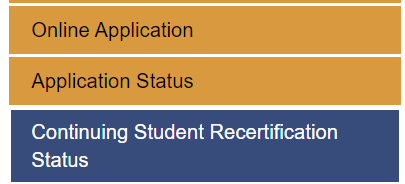 Online Application
Application Status
Continuing Student Recertification
Status